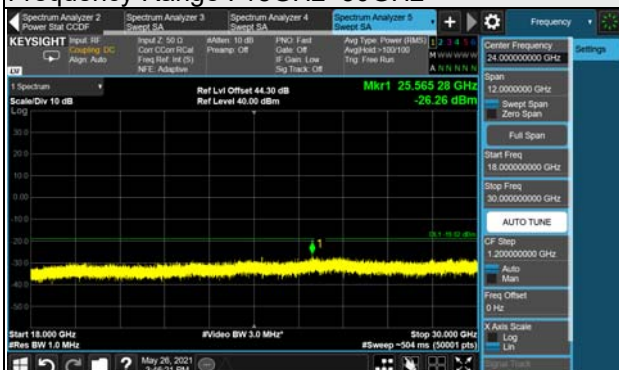 Spectrum Analyzer 2
Power Stat CCDF
Spectrum Analyzer 3
Swept SA
Spectrum Analyzer 4
Swept SA
Spectrum Analyzer 5
Swept SA
Frequency
KEYSIGHT
Input: RF
Coupling: DC
Align: Auto
Input Z: 50 Ω
Corr CCorr RCal
Freq Ref: Int (S)
NFE: Adaptive
#Atten: 10 dB
Preamp: Off
PNO: Fast
Gate: Off
IF Gain: Low
Sig Track: Off
Avg Type: Power (RMS)
Avg|Hold:>100/100
Trig: Free Run
1 2 3 4 5 6
M W W W W W
A N N N N N
LXI
1 Spectrum
Scale/Div 10 dB
Log
Ref Lvl Offset 44.30 dB
Ref Level 40.00 dBm
Mkr1 25.565 28 GHz
-26.26 dBm
30.0
20.0
10.0
0.00
-10.0
-20.0
-30.0
-40.0
-50.0
1
Start 18.000 GHz
#Res BW 1.0 MHz
#Video BW 3.0 MHz*
Stop 30.000 GHz
#Sweep ~504 ms (50001 pts)
May 26, 2021
Center Frequency
24.000000000 GHz
Settings
Span
12.0000000 GHz
Swept Span
Zero Span
Full Span
Start Freq
18.000000000 GHz
Stop Freq
30.000000000 GHz
AUTO TUNE
CF Step
1.200000000 GHz
Auto
Man
Freq Offset
0 Hz
X Axis Scale
Log
Lin
Signal Track